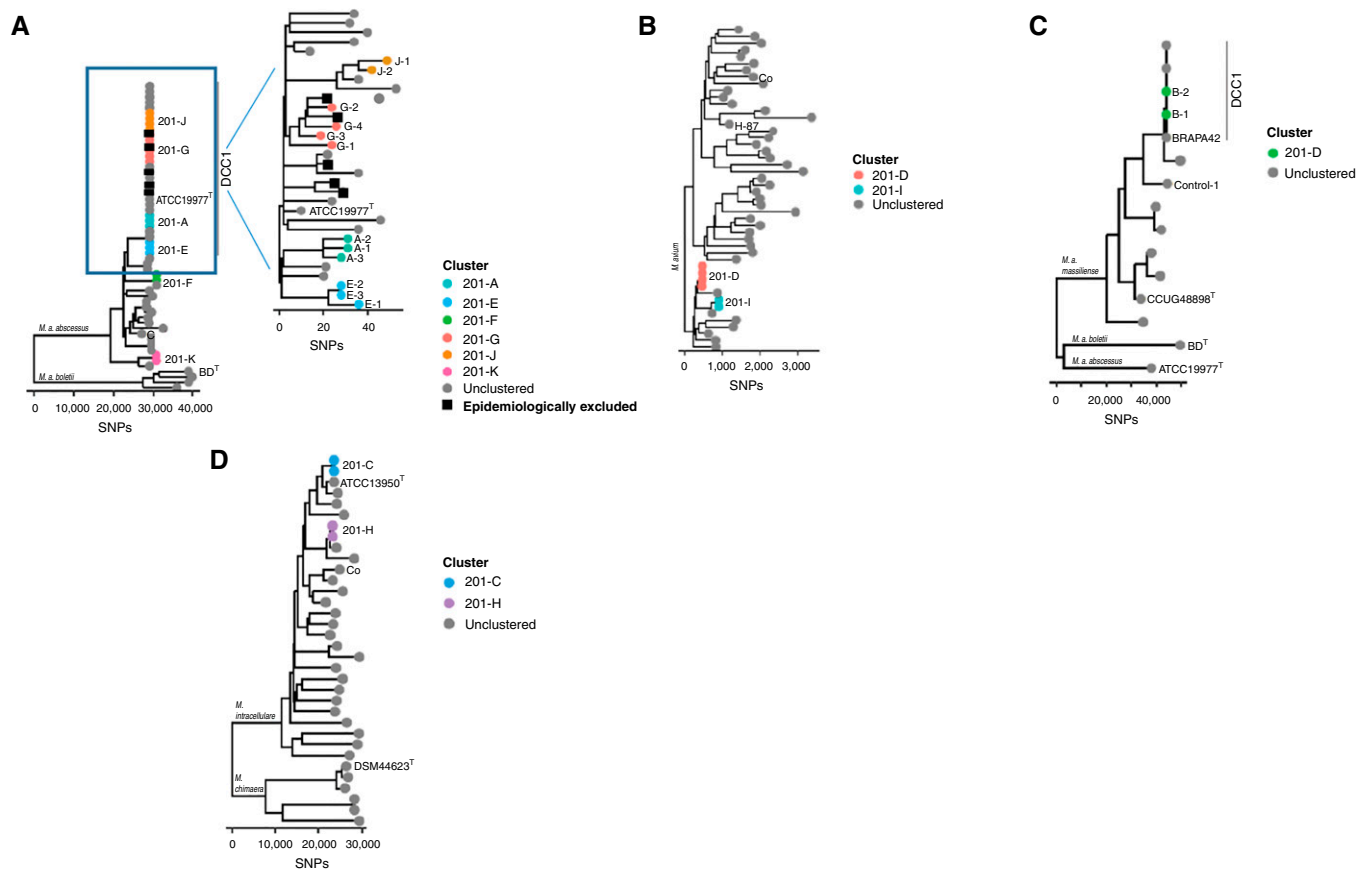 A
201-J
201-G
ATCC19977T
201-A
201-E
201-F
C
201-K
BDT
M. a. abscessus
M. a. boletii
DCC1
0 10,000 20,000 30,000 40,000
SNPs
J-1
J-2
G-2
G-4
G-3
G-1
ATCC19977T
A-2
A-1
A-3
E-2
E-3
E-1
0 20 40
SNPs
Cluster
201-A
201-E
201-F
201-G
201-J
201-K
Unclustered
Epidemiologically excluded
B
Co
H-87
M. avium
201-D
201-I
0 1,000 2,000 3,000
SNPs
Cluster
201-D
201-I
Unclustered
C
B-2
B-1
BRAPA42
DCC1
Control-1
M. a.
massiliense
CCUG48898T
M. a. boletii
BDT
M. a. abscessus
ATCC19977T
0 20,000 40,000
SNPs
Cluster
201-D
Unclustered
D
201-C
ATCC13950T
201-H
Co
M.
intracellulare
DSM44623T
M.
chimaera
0 10,000 20,000 30,000
SNPs
Cluster
201-C
201-H
Unclustered